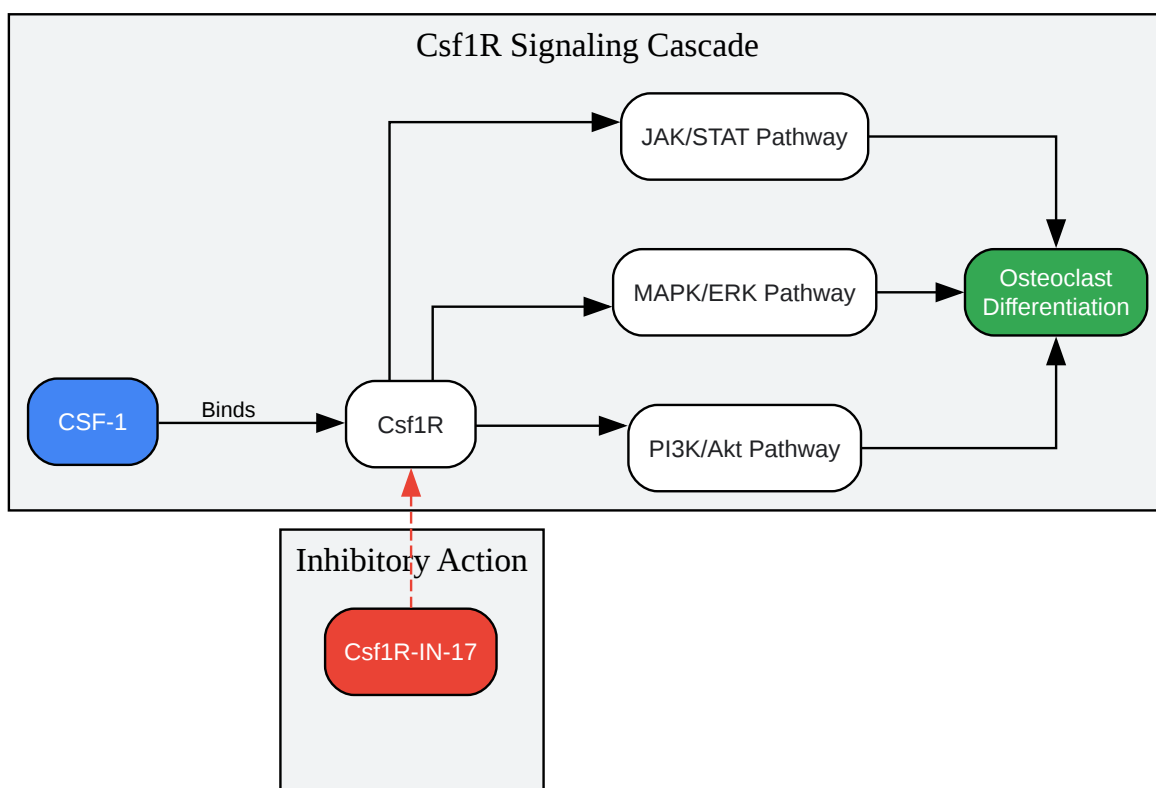 Csf1R Signaling Cascade
JAK/STAT Pathway
MAPK/ERK Pathway
Osteoclast
Differentiation
CSF-1
Binds
Csf1R
PI3K/Akt Pathway
Inhibitory Action
Csf1R-IN-17